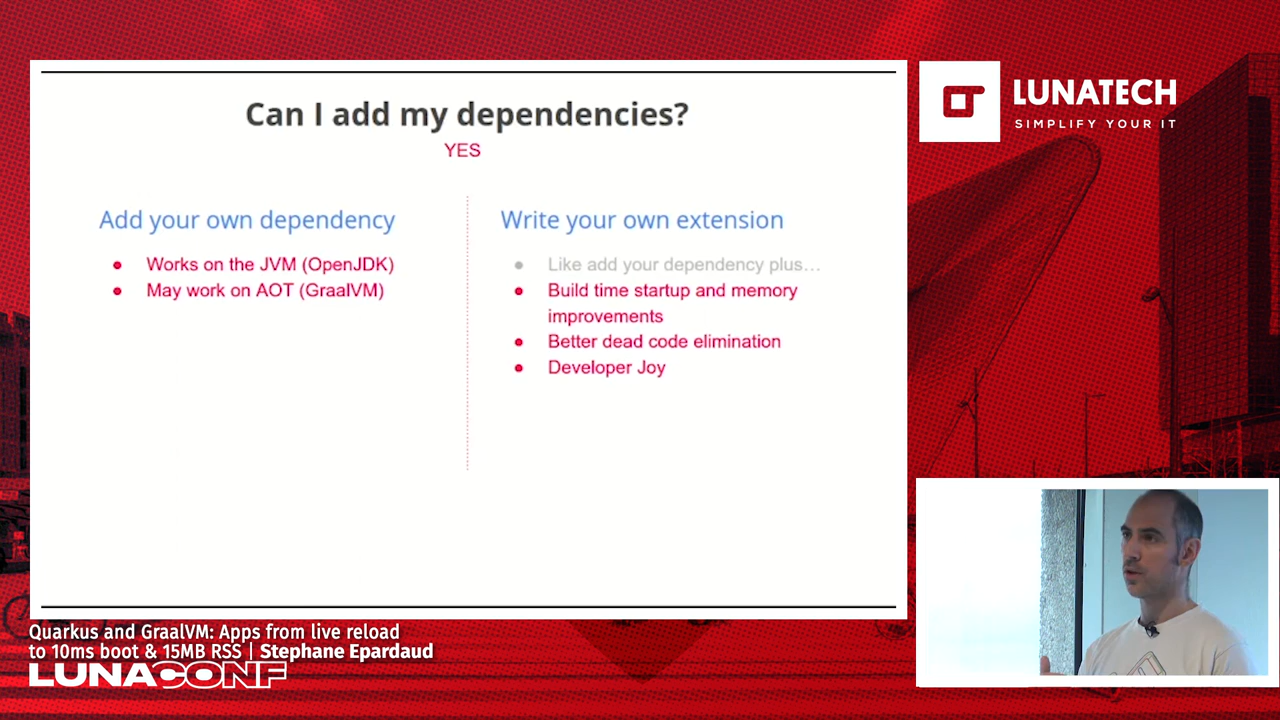 Can I add my dependencies?
YES
Add your own dependency
Works on the JVM (OpenJDK)
May work on AOT (GraalVM)
Write your own extension
Like add your dependency plus…
Build time startup and memory
improvements
Better dead code elimination
Developer Joy
LUNATECH
SIMPLIFY YOUR IT
Quarkus and GraalVM: Apps from live reload
to 10ms boot & 15MB RSS | Stephane Epardaud
LUNACONF